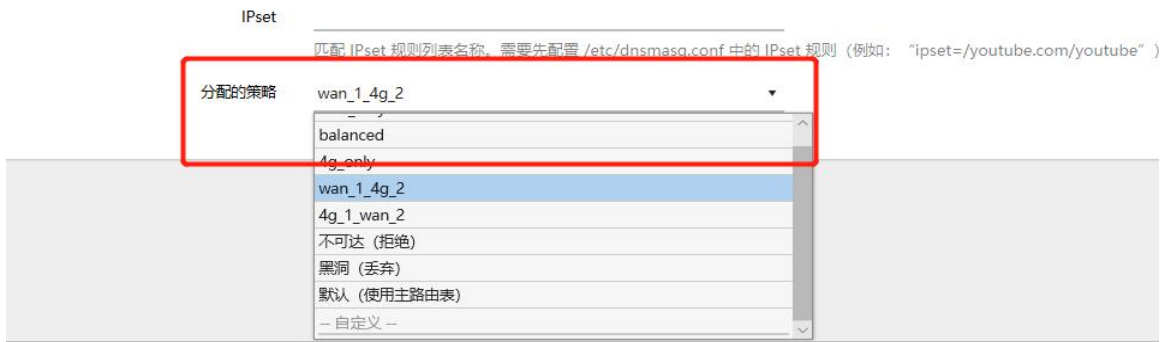 IPset
匹配 IPset 规则列表名称。需要先配置 /etc/dnsmasq.conf 中的 IPset 规则（例如：“ipset=/youtube.com/youtube”）
分配的策略
wan_1_4g_2
balanced
4g_only
wan_1_4g_2
4g_1_wan_2
不可达（拒绝）
黑洞（丢弃）
默认（使用主路由表）
-- 自定义 --